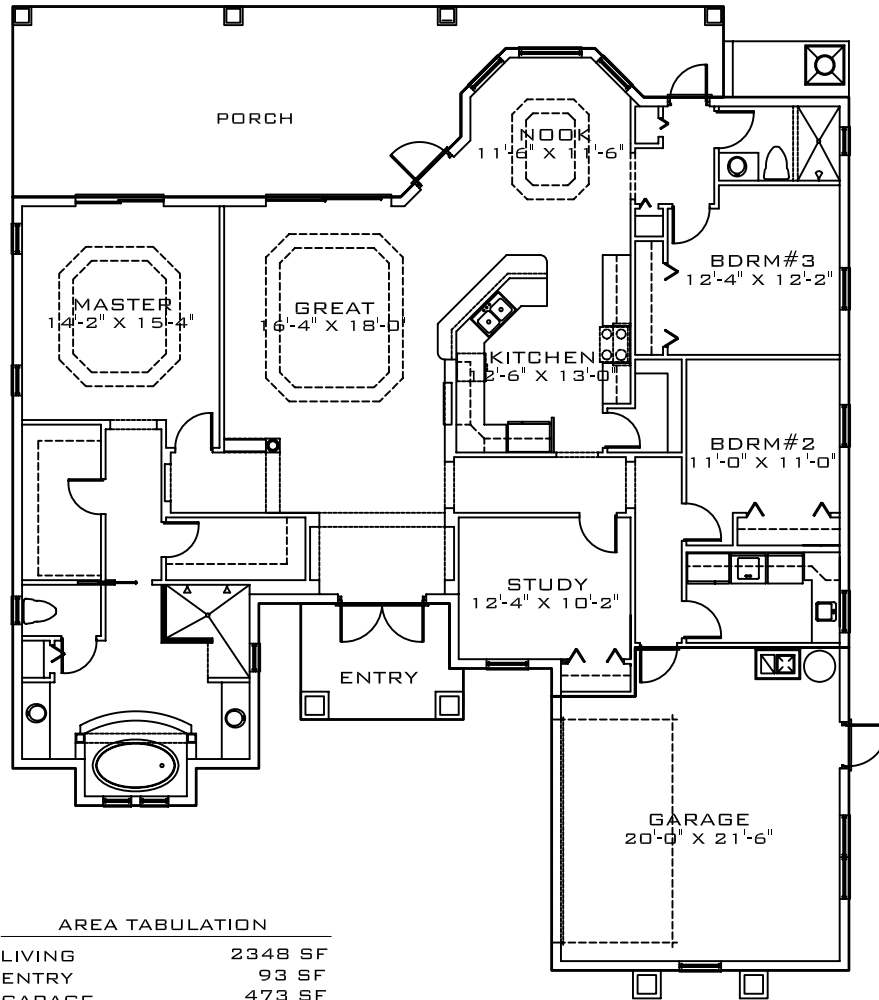 PORCH
NOOK
11'-6" X 11'-6"
BDRM#3
12'-4" X 12'-2"
MASTER
14'-2" X 15'-4"
GREAT
16'-4" X 18'-0"
KITCHEN
12'-6" X 13'-0"
BDRM#2
11'-0" X 11'-0"
STUDY
12'-4" X 10'-2"
ENTRY
GARAGE
20'-0" X 21'-6"
AREA TABULATION
LIVING 2348 SF
ENTRY 93 SF
GARAGE 473 SF